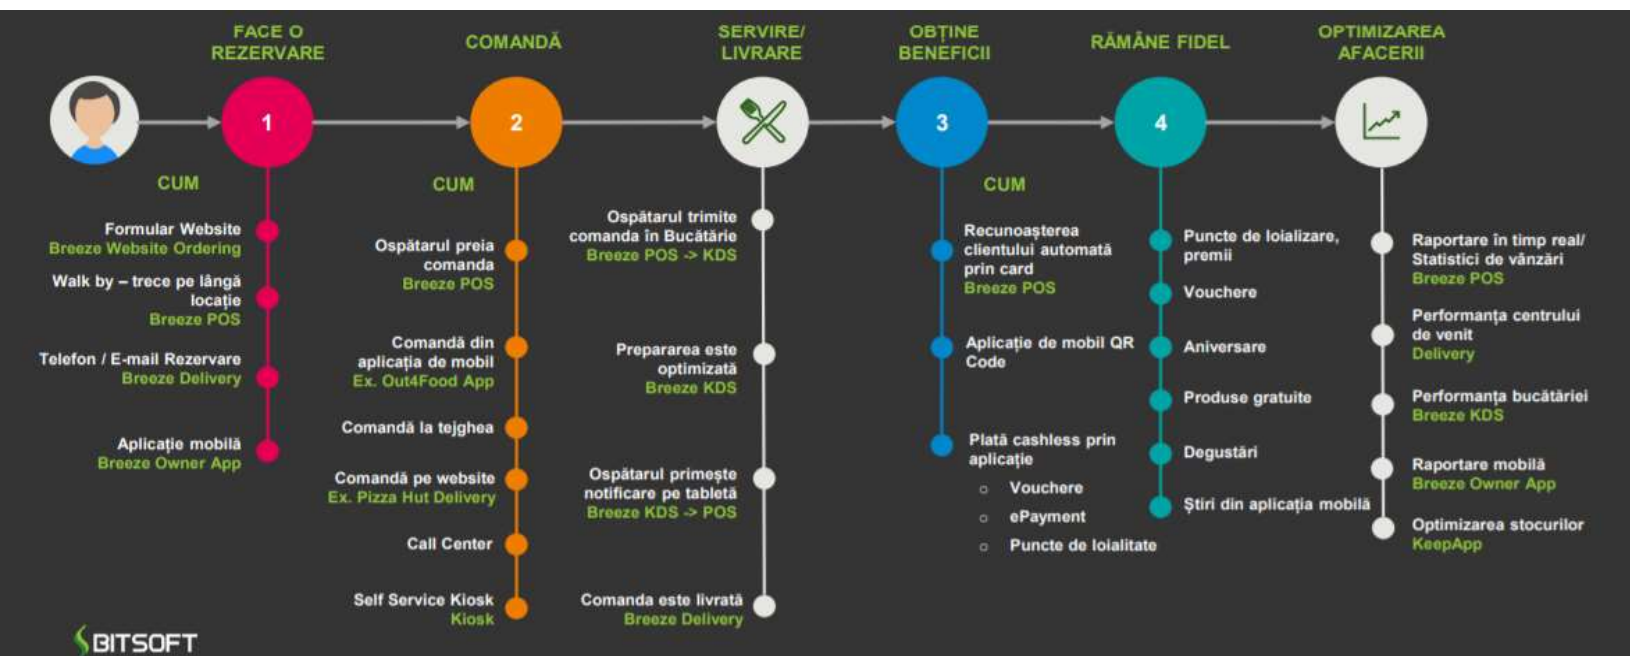 FACE O
REZERVARE
COMANDĂ
SERVIRE/
LIVRARE
OBȚINE
BENEFICII
RĂMÂNE FIDEL
OPTIMIZAREA
AFACERII
1
2
3
4
CUM
Formular Website
Breeze Website Ordering
Walk by – trece pe lângă
locație
Breeze POS
Telefon / E-mail Rezervare
Breeze Delivery
Aplicație mobilă
Breeze Owner App
CUM
Ospătarul preia
comanda
Breeze POS
Comandă din
aplicația de mobil
Ex. Out4Food App
Comandă la tejghea
Comandă pe website
Ex. Pizza Hut Delivery
Call Center
Self Service Kiosk
Kiosk
Ospătarul trimite
comanda în Bucătărie
Breeze POS -> KDS
Prepararea este
optimizată
Breeze KDS
Ospătarul primește
notificare pe tabletă
Breeze KDS -> POS
Comanda este livrată
Breeze Delivery
CUM
Recunoașterea
clientului automată
prin card
Breeze POS
Aplicație de mobil QR
Code
Plată cashless prin
aplicație
o Vouchere
o ePayment
o Puncte de loialitate
Puncte de loializare,
premii
Vouchere
Aniversare
Produse gratuite
Degustări
Știri din aplicația mobilă
Raportare în timp real/
Statistici de vânzări
Breeze POS
Performanța centrului
de venit
Delivery
Performanța bucătăriei
Breeze KDS
Raportare mobilă
Breeze Owner App
Optimizarea stocurilor
KeepApp
BITSOFT